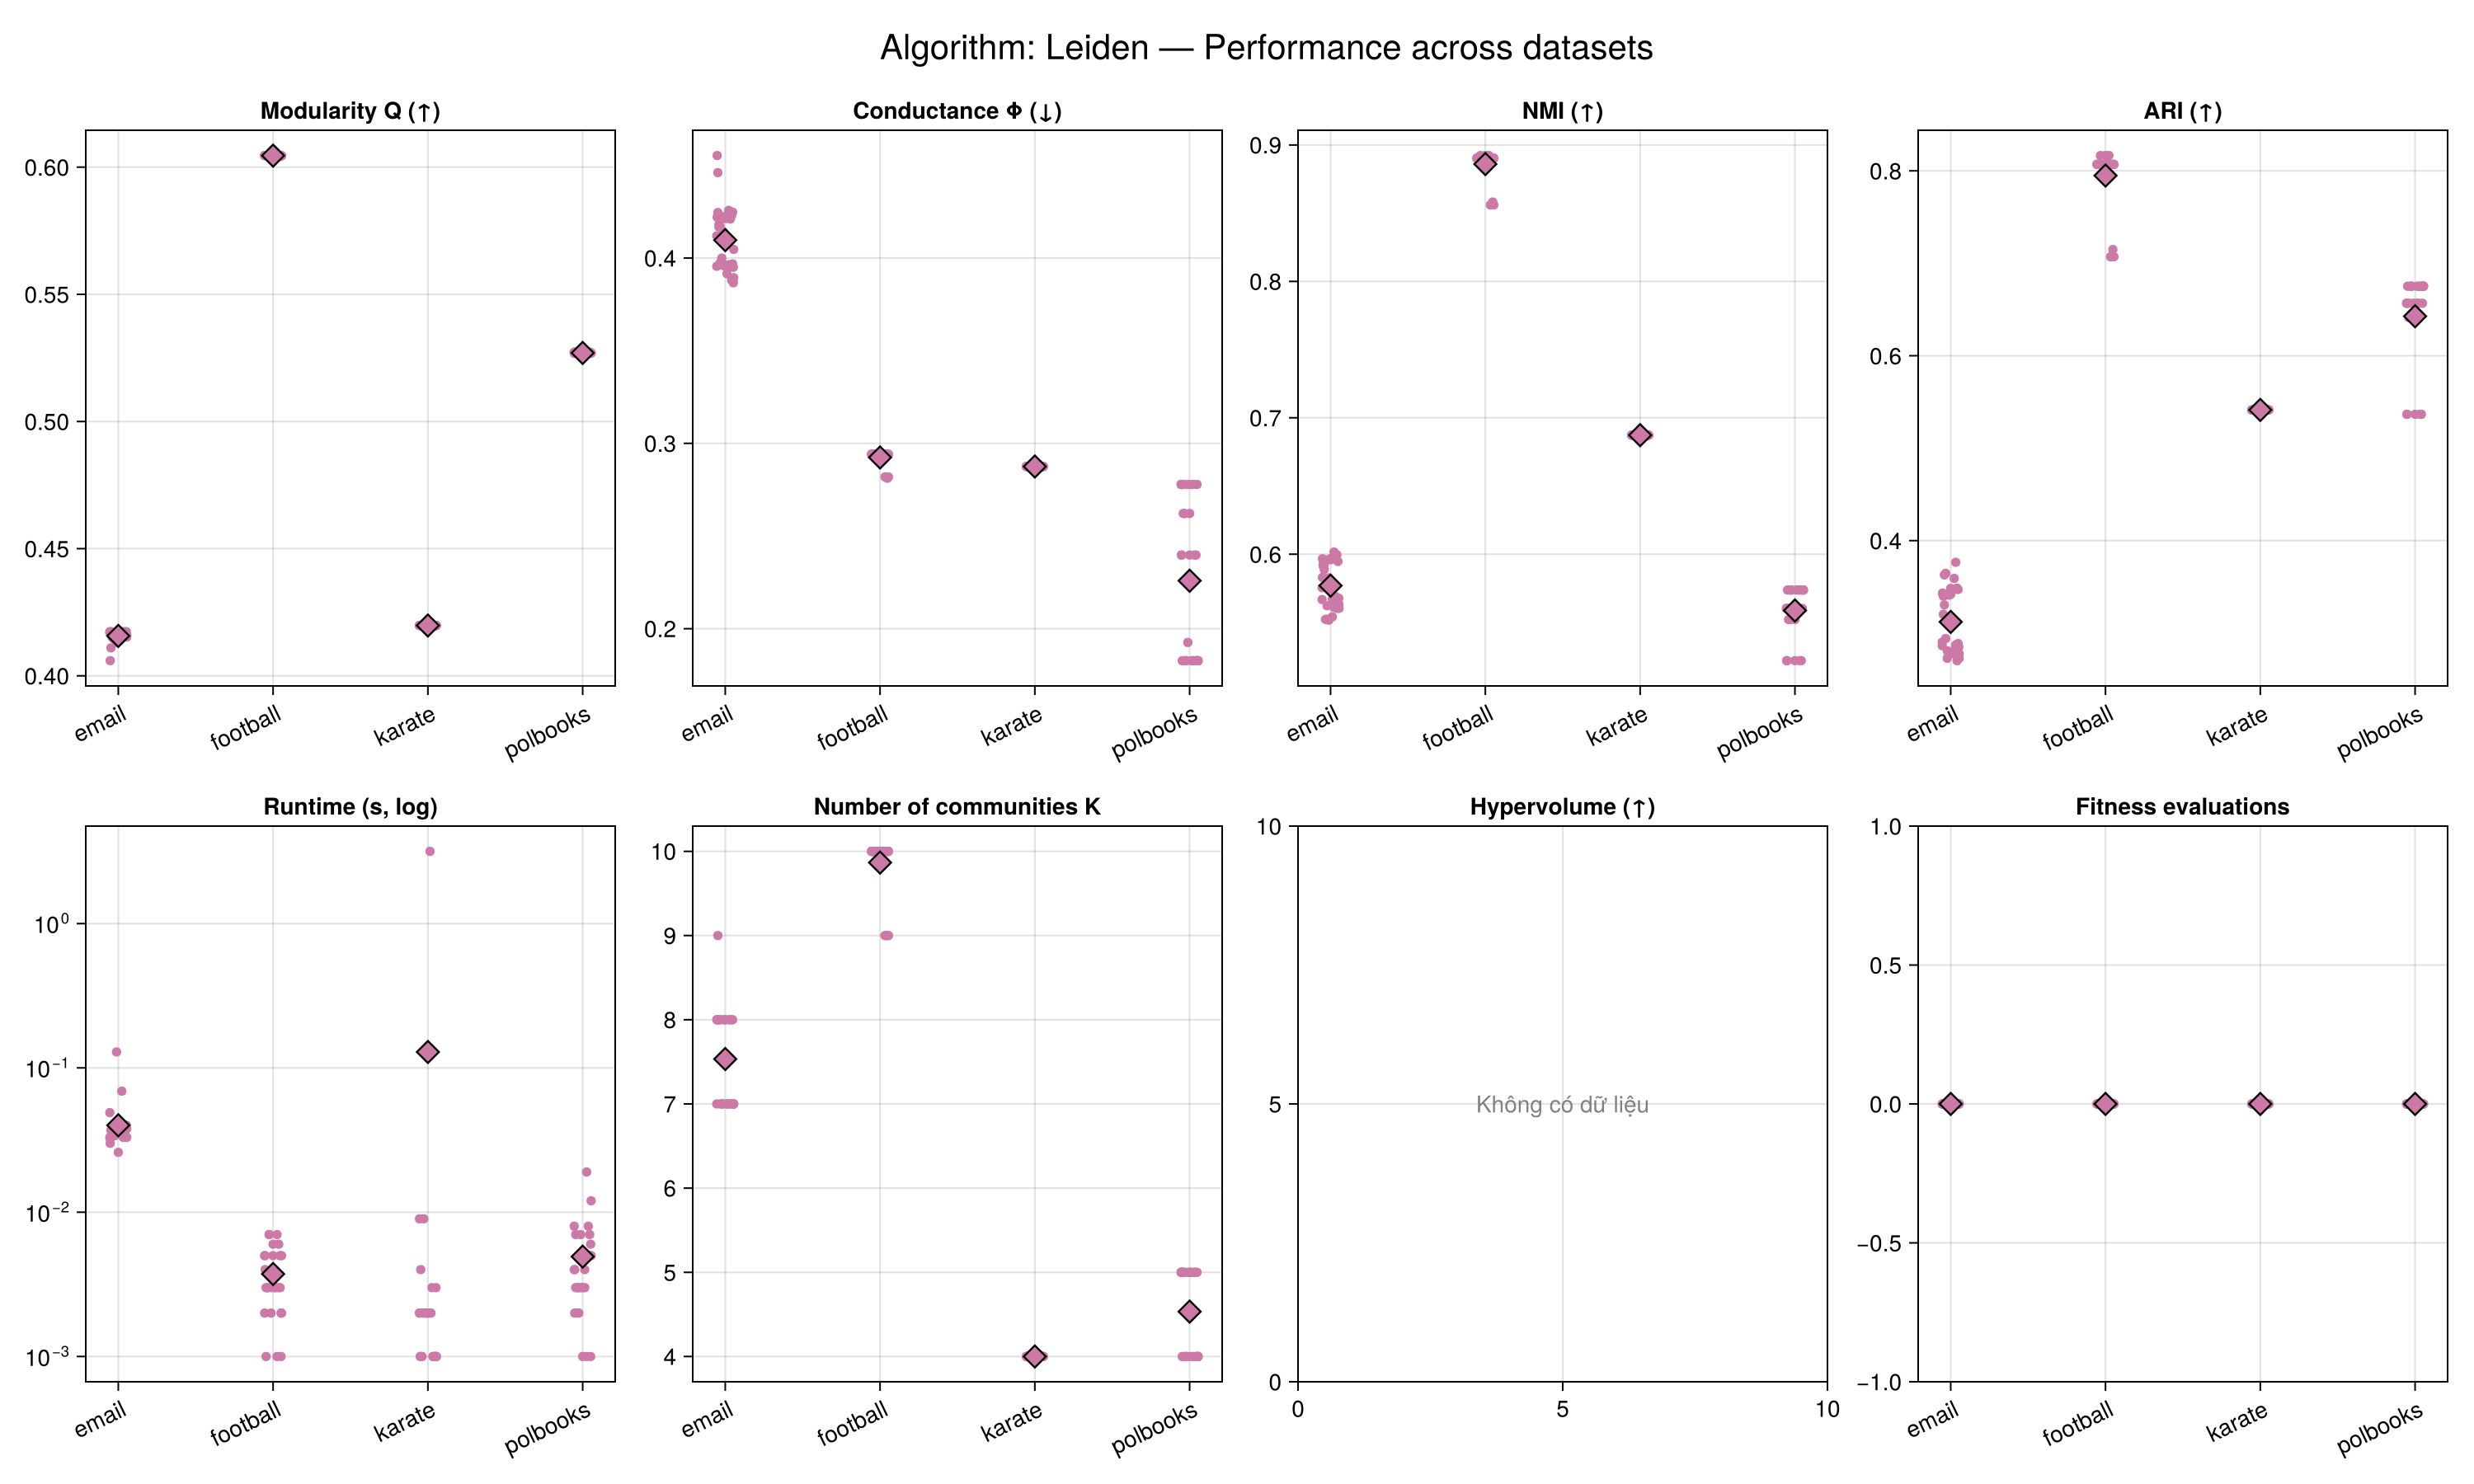 Algorithm: Leiden — Performance across datasets
Modularity Q (↑)
0.60
0.55
0.50
0.45
0.40
email
football
karate
polbooks
Conductance Φ (↓)
0.4
0.3
0.2
email
football
karate
polbooks
NMI (↑)
0.9
0.8
0.7
0.6
email
football
karate
polbooks
ARI (↑)
0.8
0.6
0.4
email
football
karate
polbooks
Runtime (s, log)
10⁰
10⁻¹
10⁻²
10⁻³
email
football
karate
polbooks
Number of communities K
10
9
8
7
6
5
4
email
football
karate
polbooks
Hypervolume (↑)
10
5
0
Không có dữ liệu
0
5
10
Fitness evaluations
1.0
0.5
0.0
−0.5
−1.0
email
football
karate
polbooks